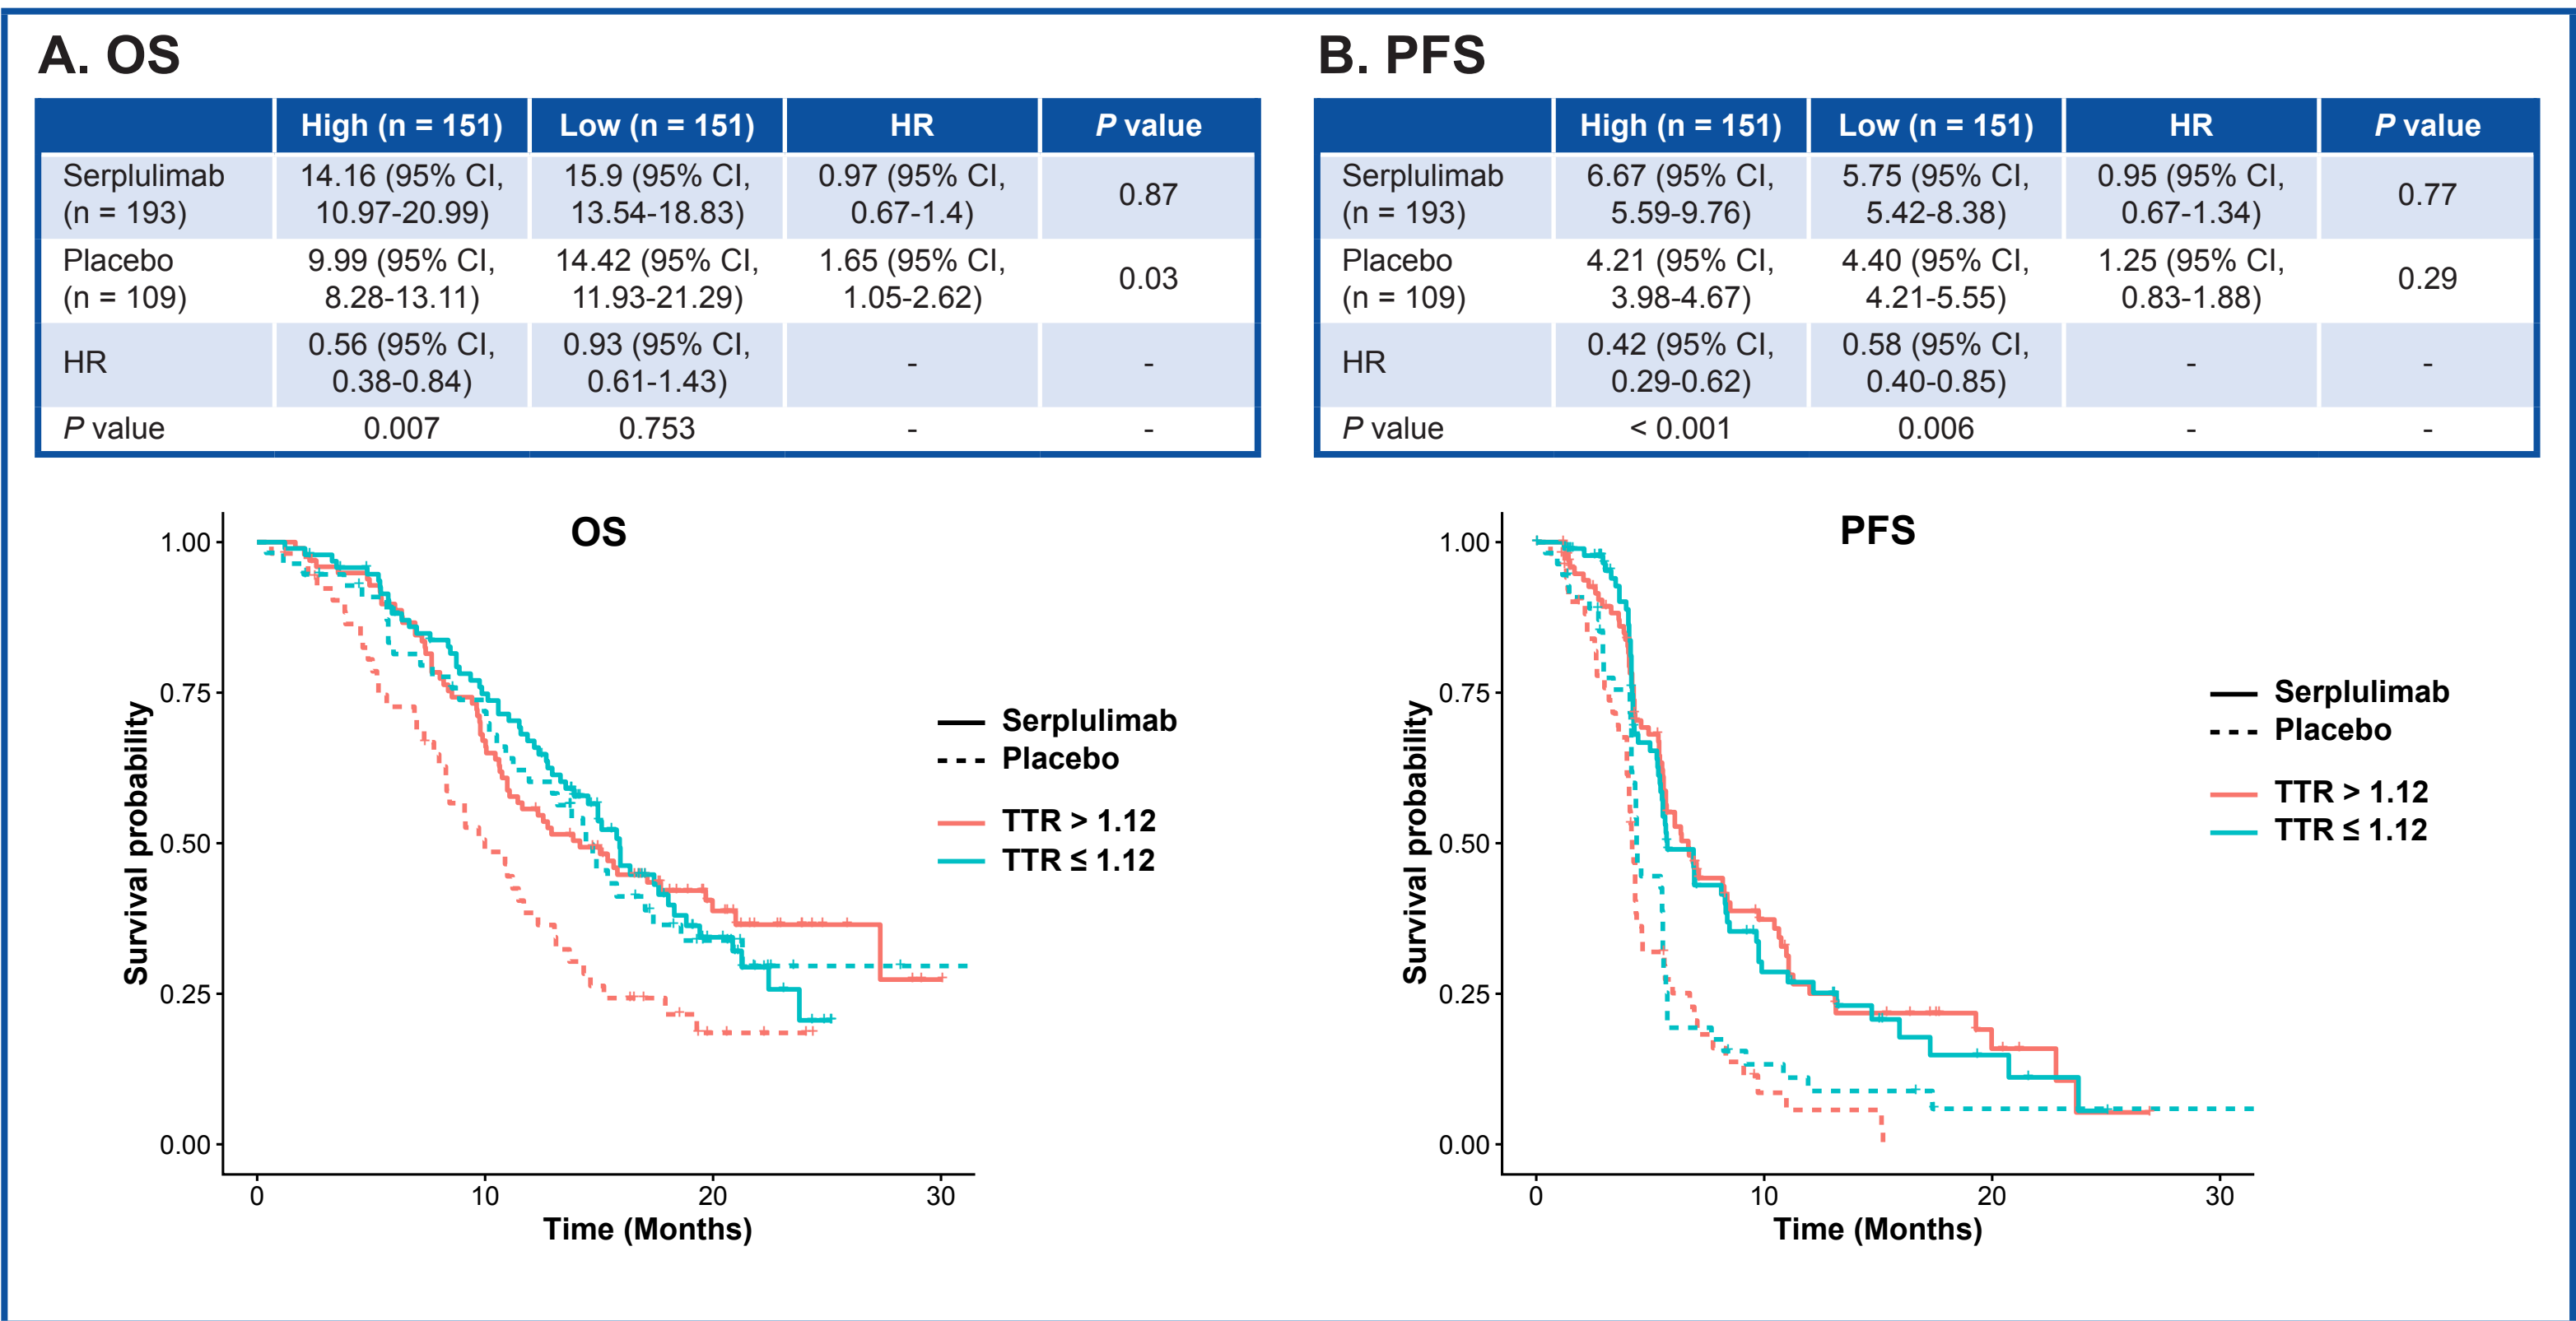 A. OS
High (n = 151) Low (n = 151) HR P value
Serplulimab (n = 193) 14.16 (95% CI, 10.97-20.99) 15.9 (95% CI, 13.54-18.83) 0.97 (95% CI, 0.67-1.4) 0.87
Placebo (n = 109) 9.99 (95% CI, 8.28-13.11) 14.42 (95% CI, 11.93-21.29) 1.65 (95% CI, 1.05-2.62) 0.03
HR 0.56 (95% CI, 0.38-0.84) 0.93 (95% CI, 0.61-1.43) - -
P value 0.007 0.753 - -
OS
Survival probability
1.00
0.75
0.50
0.25
0.00
0 10 20 30
Time (Months)
Serplulimab
Placebo
TTR > 1.12
TTR ≤ 1.12
B. PFS
High (n = 151) Low (n = 151) HR P value
Serplulimab (n = 193) 6.67 (95% CI, 5.59-9.76) 5.75 (95% CI, 5.42-8.38) 0.95 (95% CI, 0.67-1.34) 0.77
Placebo (n = 109) 4.21 (95% CI, 3.98-4.67) 4.40 (95% CI, 4.21-5.55) 1.25 (95% CI, 0.83-1.88) 0.29
HR 0.42 (95% CI, 0.29-0.62) 0.58 (95% CI, 0.40-0.85) - -
P value < 0.001 0.006 - -
PFS
Survival probability
1.00
0.75
0.50
0.25
0.00
0 10 20 30
Time (Months)
Serplulimab
Placebo
TTR > 1.12
TTR ≤ 1.12